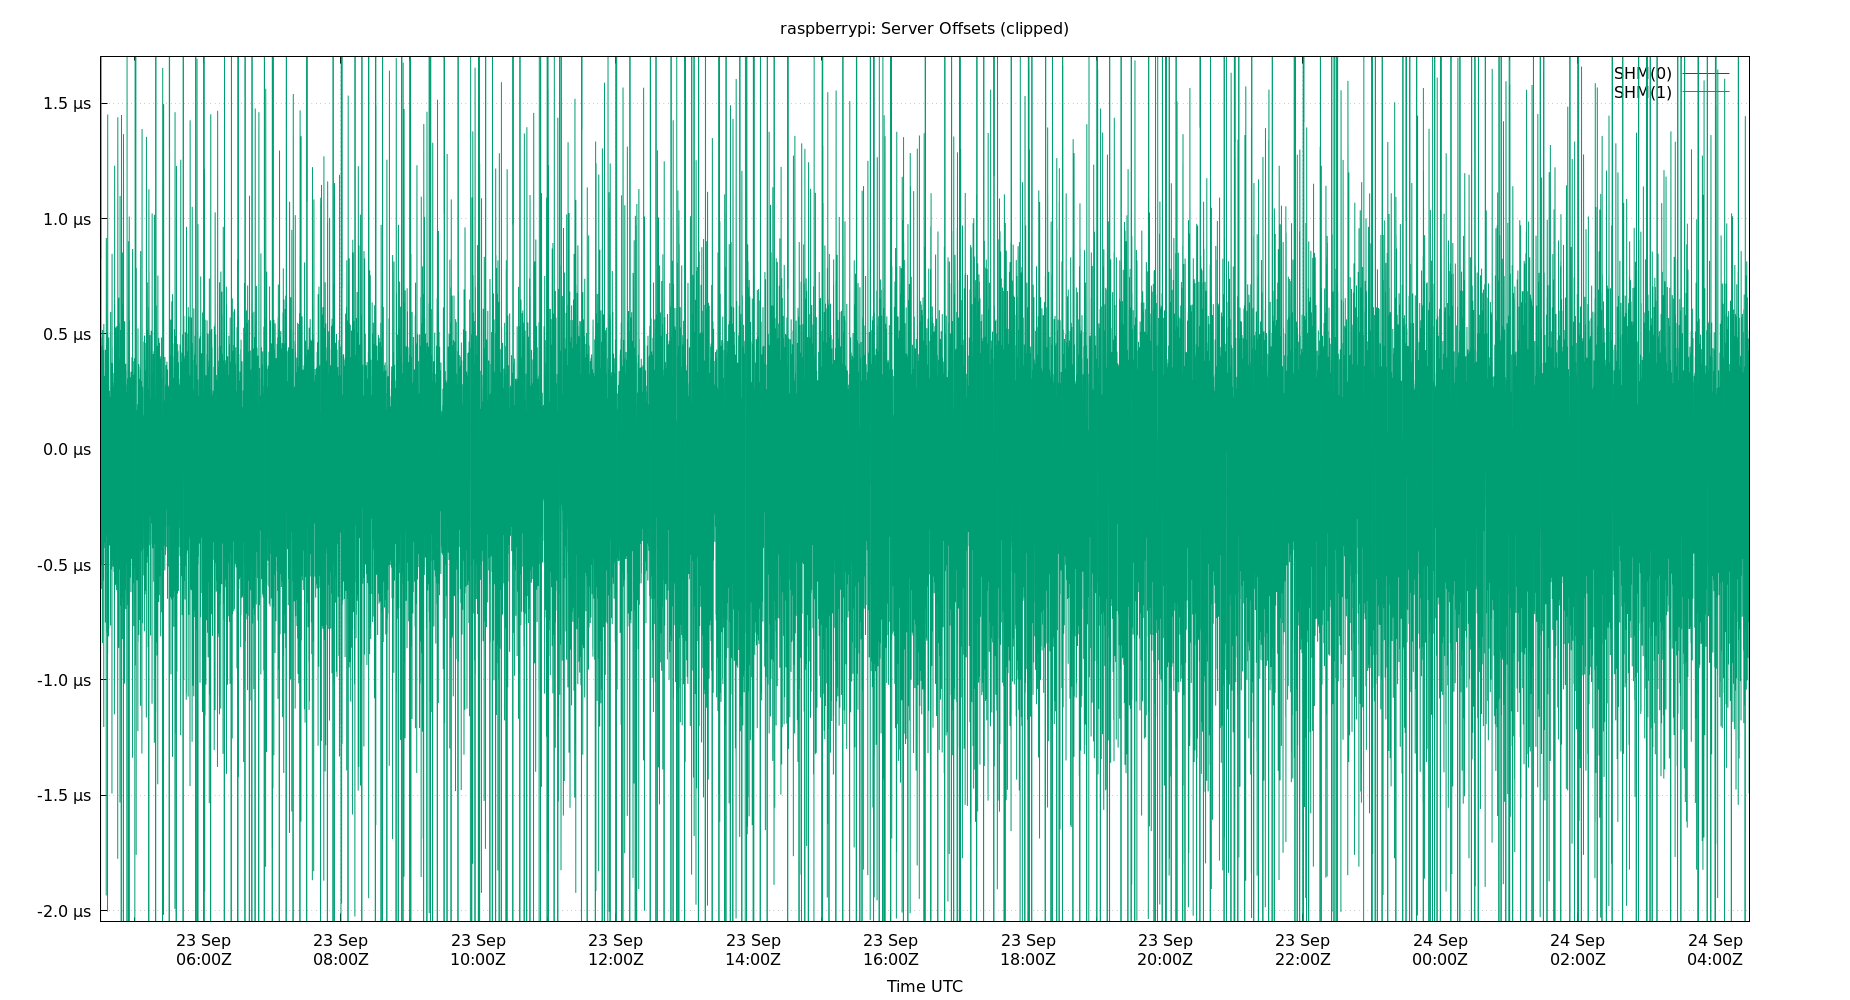 raspberrypi: Server Offsets (clipped)
SHM(0)
SHM(1)
1.5 µs
1.0 µs
0.5 µs
0.0 µs
-0.5 µs
-1.0 µs
-1.5 µs
-2.0 µs
23 Sep 23 Sep 23 Sep 23 Sep 23 Sep 23 Sep 23 Sep 23 Sep 23 Sep 24 Sep 24 Sep 24 Sep
06:00Z 08:00Z 10:00Z 12:00Z 14:00Z 16:00Z 18:00Z 20:00Z 22:00Z 00:00Z 02:00Z 04:00Z
Time UTC